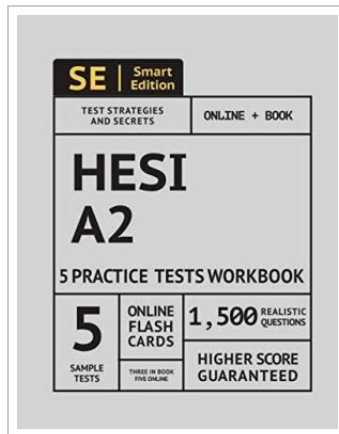 SE | Smart
Edition
TEST STRATEGIES
AND SECRETS
ONLINE + BOOK
HESI
A2
5 PRACTICE TESTS WORKBOOK
5
SAMPLE
TESTS
ONLINE
FLASH
CARDS
THREE IN BOOK
FIVE ONLINE
1,500 REALISTIC
QUESTIONS
HIGHER SCORE
GUARANTEED